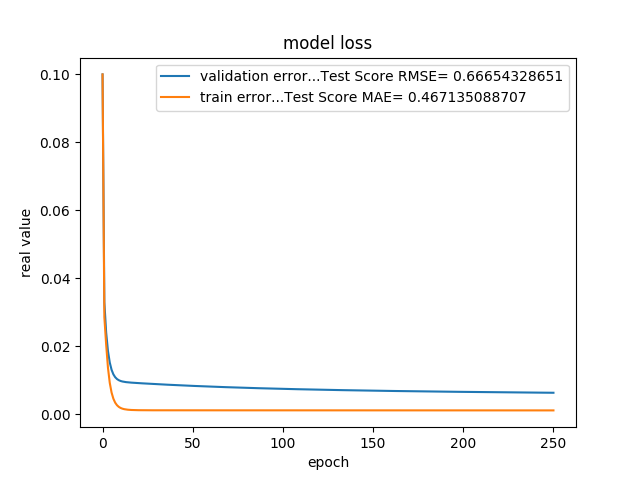 model loss
validation error...Test Score RMSE= 0.66654328651
train error...Test Score MAE= 0.467135088707
real value
0.10
0.08
0.06
0.04
0.02
0.00
0 50 100 150 200 250
epoch